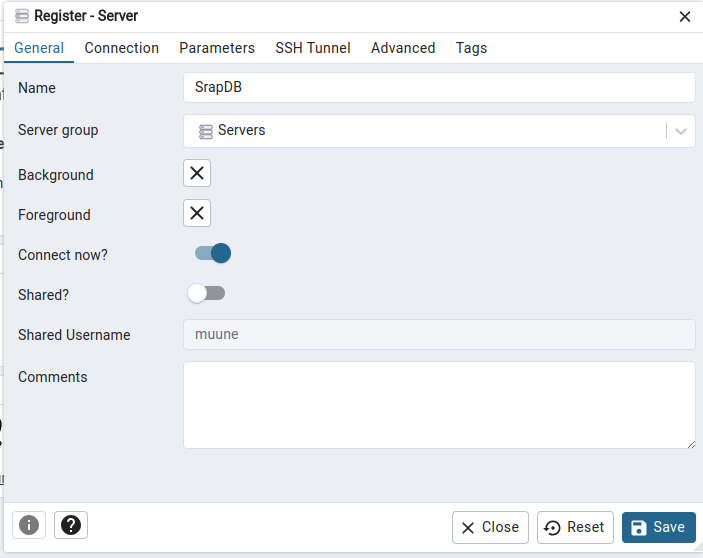 Register - Server
General Connection Parameters SSH Tunnel Advanced Tags
Name SrapDB
Server group Servers
Background
Foreground
Connect now?
Shared?
Shared Username muune
Comments
Close Reset Save